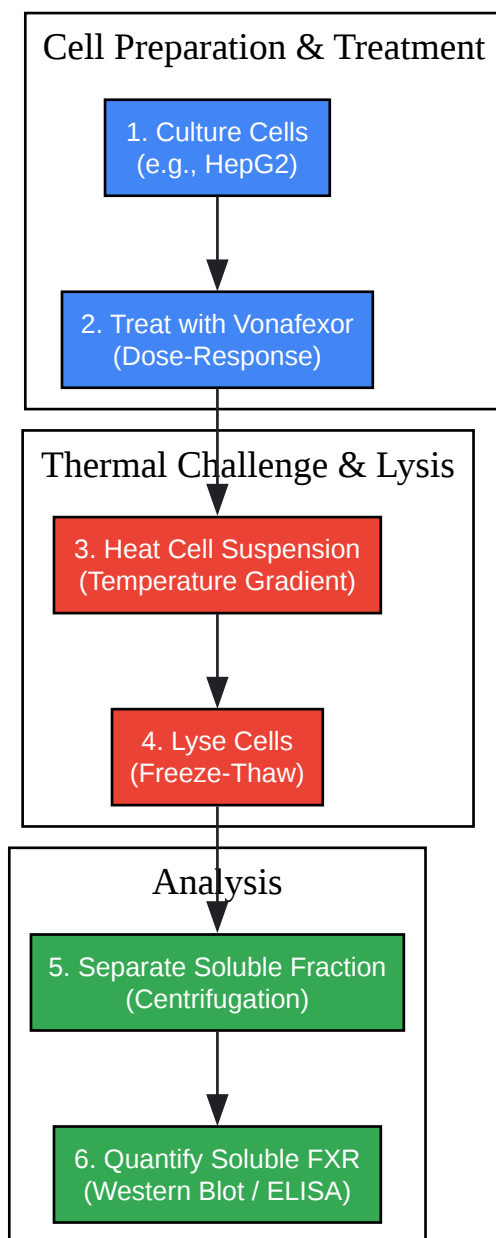 Cell Preparation & Treatment
1. Culture Cells
(e.g., HepG2)
2. Treat with Vonafexor
(Dose-Response)
Thermal Challenge & Lysis
3. Heat Cell Suspension
(Temperature Gradient)
4. Lyse Cells
(Freeze-Thaw)
Analysis
5. Separate Soluble Fraction
(Centrifugation)
6. Quantify Soluble FXR
(Western Blot / ELISA)